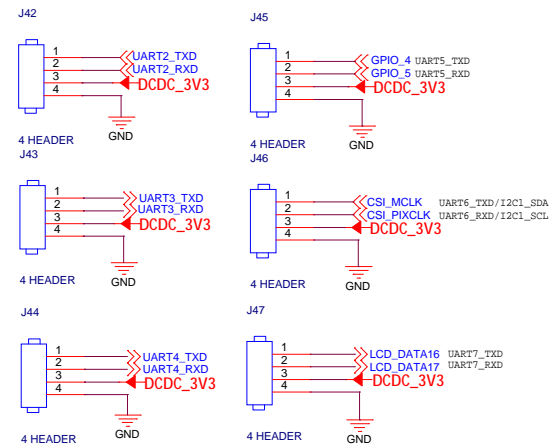 J42
1
2
3
4
UART2_TXD
UART2_RXD
DCDC_3V3
GND
4 HEADER
J45
1
2
3
4
GPIO_4 UART5_TXD
GPIO_5 UART5_RXD
DCDC_3V3
GND
4 HEADER
J43
1
2
3
4
UART3_TXD
UART3_RXD
DCDC_3V3
GND
4 HEADER
J46
1
2
3
4
CSI_MCLK UART6_TXD/I2C1_SDA
CSI_PIXCLK UART6_RXD/I2C1_SCL
DCDC_3V3
GND
4 HEADER
J44
1
2
3
4
UART4_TXD
UART4_RXD
DCDC_3V3
GND
4 HEADER
J47
1
2
3
4
LCD_DATA16 UART7_TXD
LCD_DATA17 UART7_RXD
DCDC_3V3
GND
4 HEADER